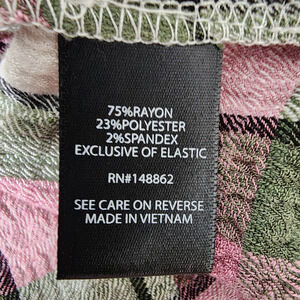 75%RAYON
23%POLYESTER
2%SPANDEX
EXCLUSIVE OF ELASTIC
RN#148862
SEE CARE ON REVERSE
MADE IN VIETNAM